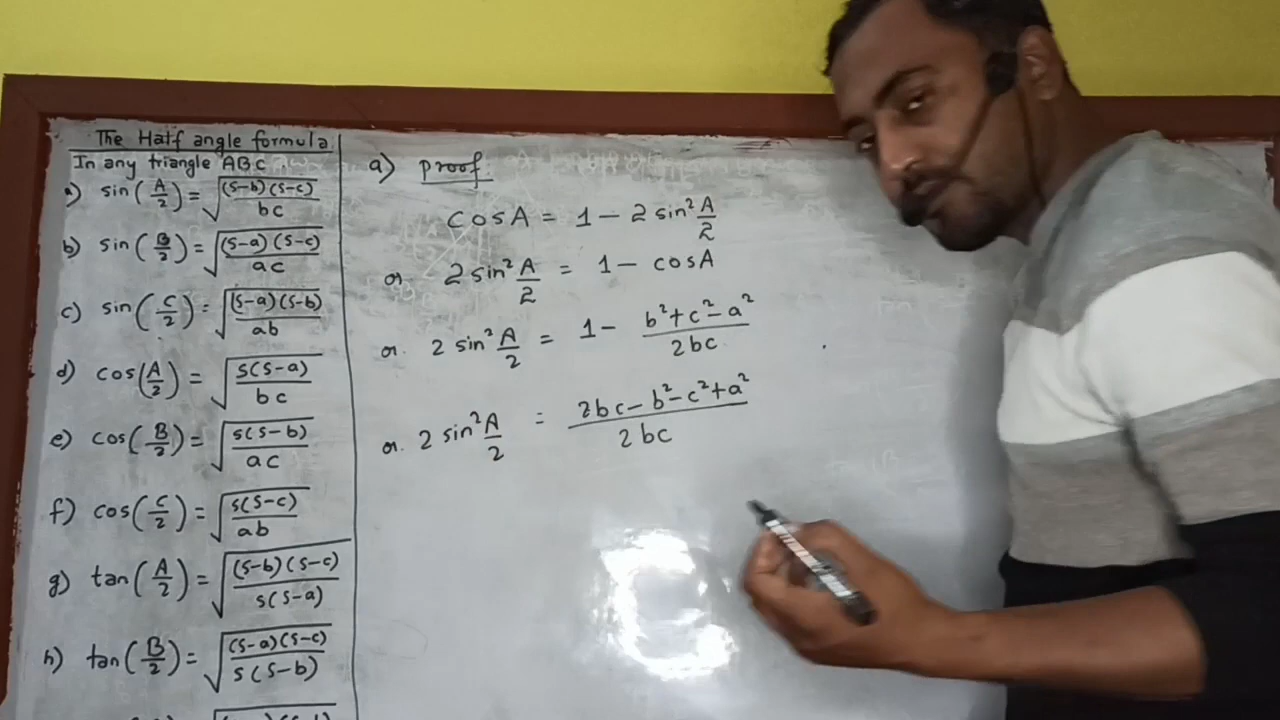 The Half angle formula
In any triangle ABC.
a) sin(A/2) = √((s-b)(s-c)/bc)
b) sin(B/2) = √((s-a)(s-c)/ac)
c) sin(C/2) = √((s-a)(s-b)/ab)
d) cos(A/2) = √(s(s-a)/bc)
e) cos(B/2) = √(s(s-b)/ac)
f) cos(C/2) = √(s(s-c)/ab)
g) tan(A/2) = √((s-b)(s-c)/s(s-a))
h) tan(B/2) = √((s-a)(s-c)/s(s-b))
a) proof:
cosA = 1 - 2 sin² A/2
or 2 sin² A/2 = 1 - cosA
or. 2 sin² A/2 = 1 - (b²+c²-a²)/2bc
or. 2 sin² A/2 = (2bc-b²-c²+a²)/2bc